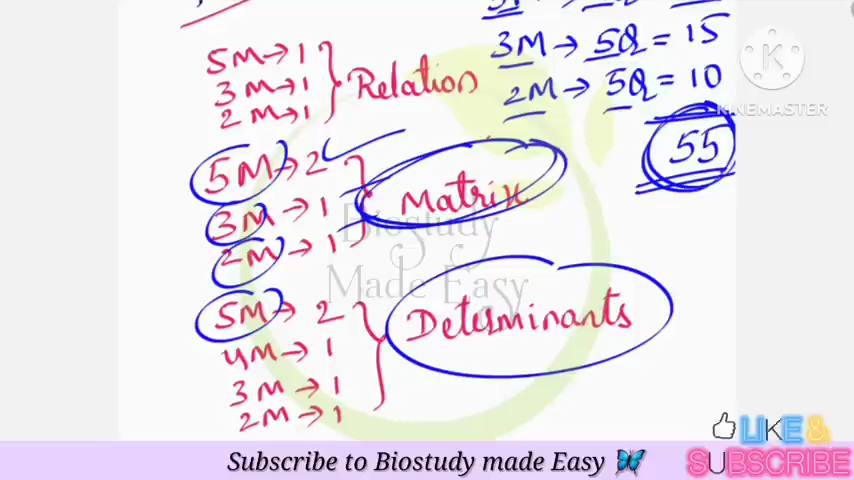 3M → 5Q = 15
2M → 5Q = 10
55
5M → 1
3M → 1
2M → 1
Relation
5M → 2
3M → 1
2M → 1
Matrix
5M → 2
4M → 1
3M → 1
2M → 1
Determinants
K
KINEMASTER
Biostudy
Made Easy
LIKE &
SUBSCRIBE
Subscribe to Biostudy made Easy 🦋